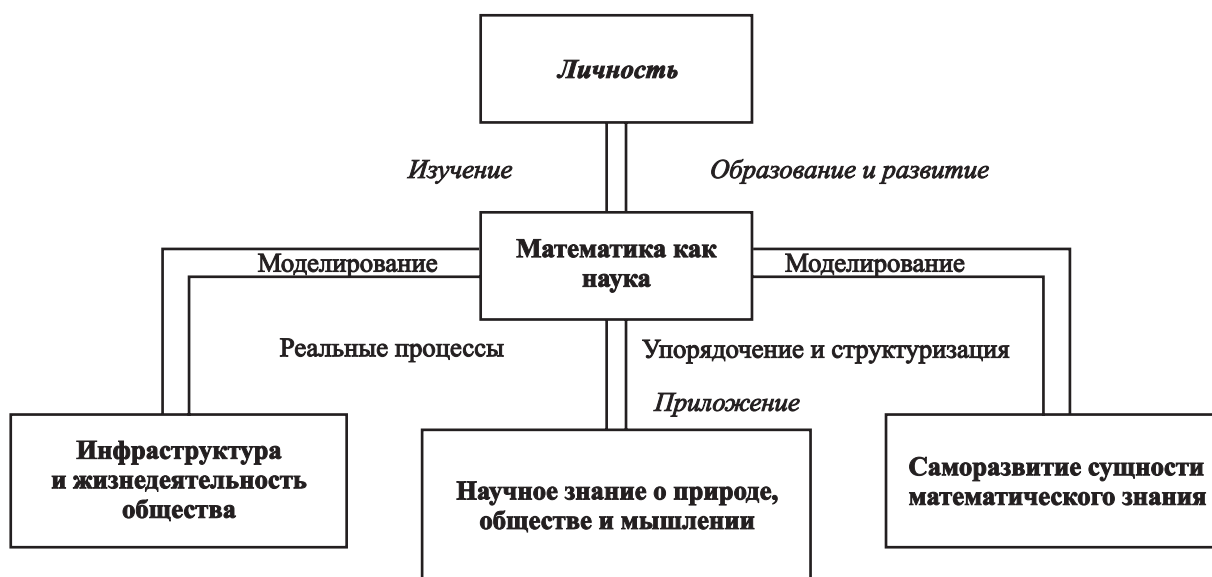 Личность
Изучение
Образование и развитие
Математика как
наука
Моделирование
Моделирование
Реальные процессы
Упорядочение и структуризация
Приложение
Инфраструктура
и жизнедеятельность
общества
Научное знание о природе,
обществе и мышлении
Саморазвитие сущности
математического знания